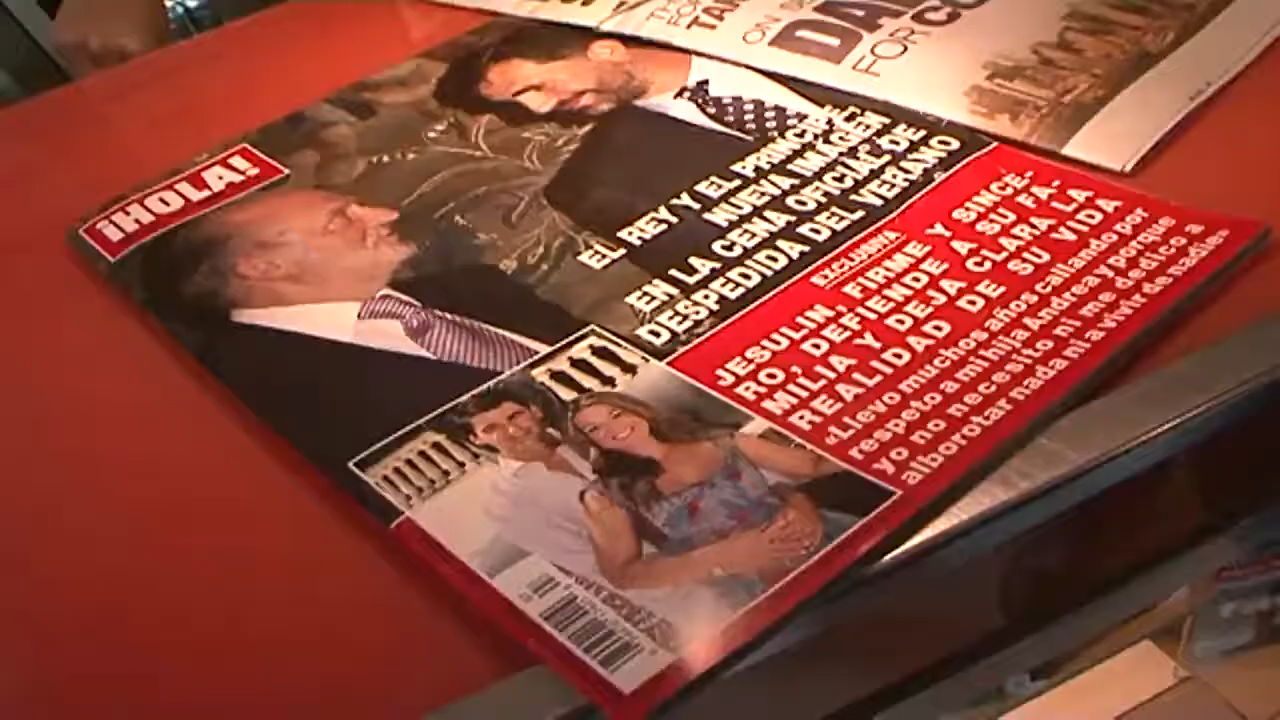 ¡HOLA!
EL REY Y EL PRÍNCIPE,
NUEVA IMAGEN
EN LA CENA OFICIAL DE
DESPEDIDA DEL VERANO
EXCLUSIVA
JESULIN, FIRME Y SINCE-
RO, DEFIENDE A SU FA-
MILIA Y DEJA CLARA LA
REALIDAD DE SU VIDA
«Llevo muchos años callando por
respeto a mi hija Andrea y porque
yo no necesito ni me dedico a
alborotar nada ni a vivir de nadie»
ON
FOR